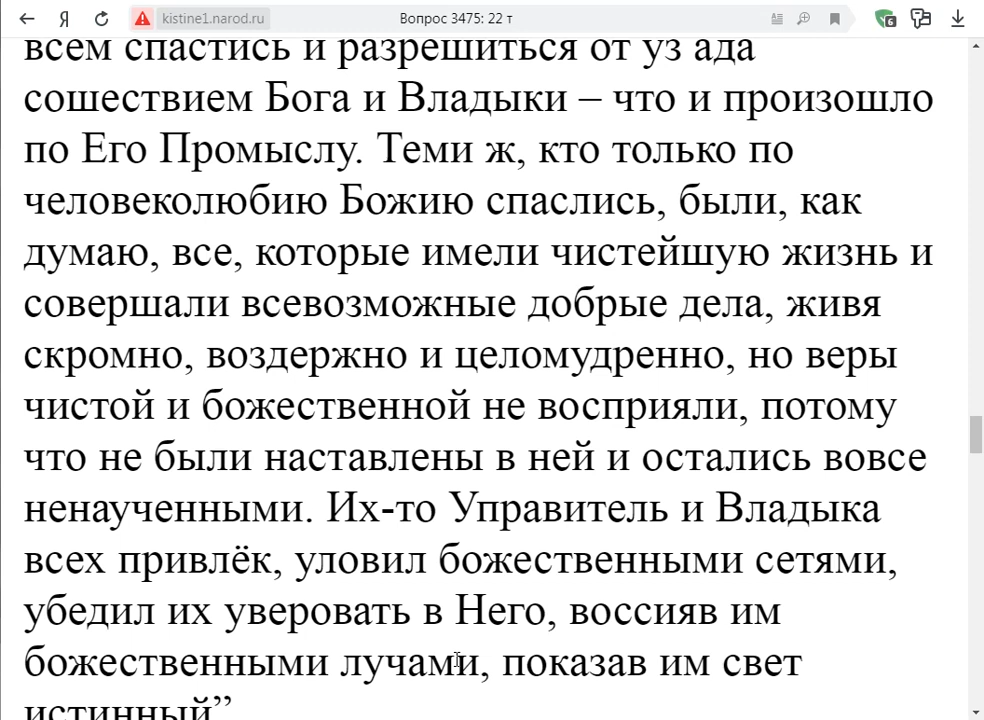 Я
kistine1.narod.ru
Вопрос 3475: 22 т
6
всем спастись и разрешиться от уз ада
сошествием Бога и Владыки – что и произошло
по Его Промыслу. Теми ж, кто только по
человеколюбию Божию спаслись, были, как
думаю, все, которые имели чистейшую жизнь и
совершали всевозможные добрые дела, живя
скромно, воздержно и целомудренно, но веры
чистой и божественной не восприяли, потому
что не были наставлены в ней и остались вовсе
ненаученными. Их-то Управитель и Владыка
всех привлёк, уловил божественными сетями,
убедил их уверовать в Него, воссияв им
божественными лучами, показав им свет
истинный”